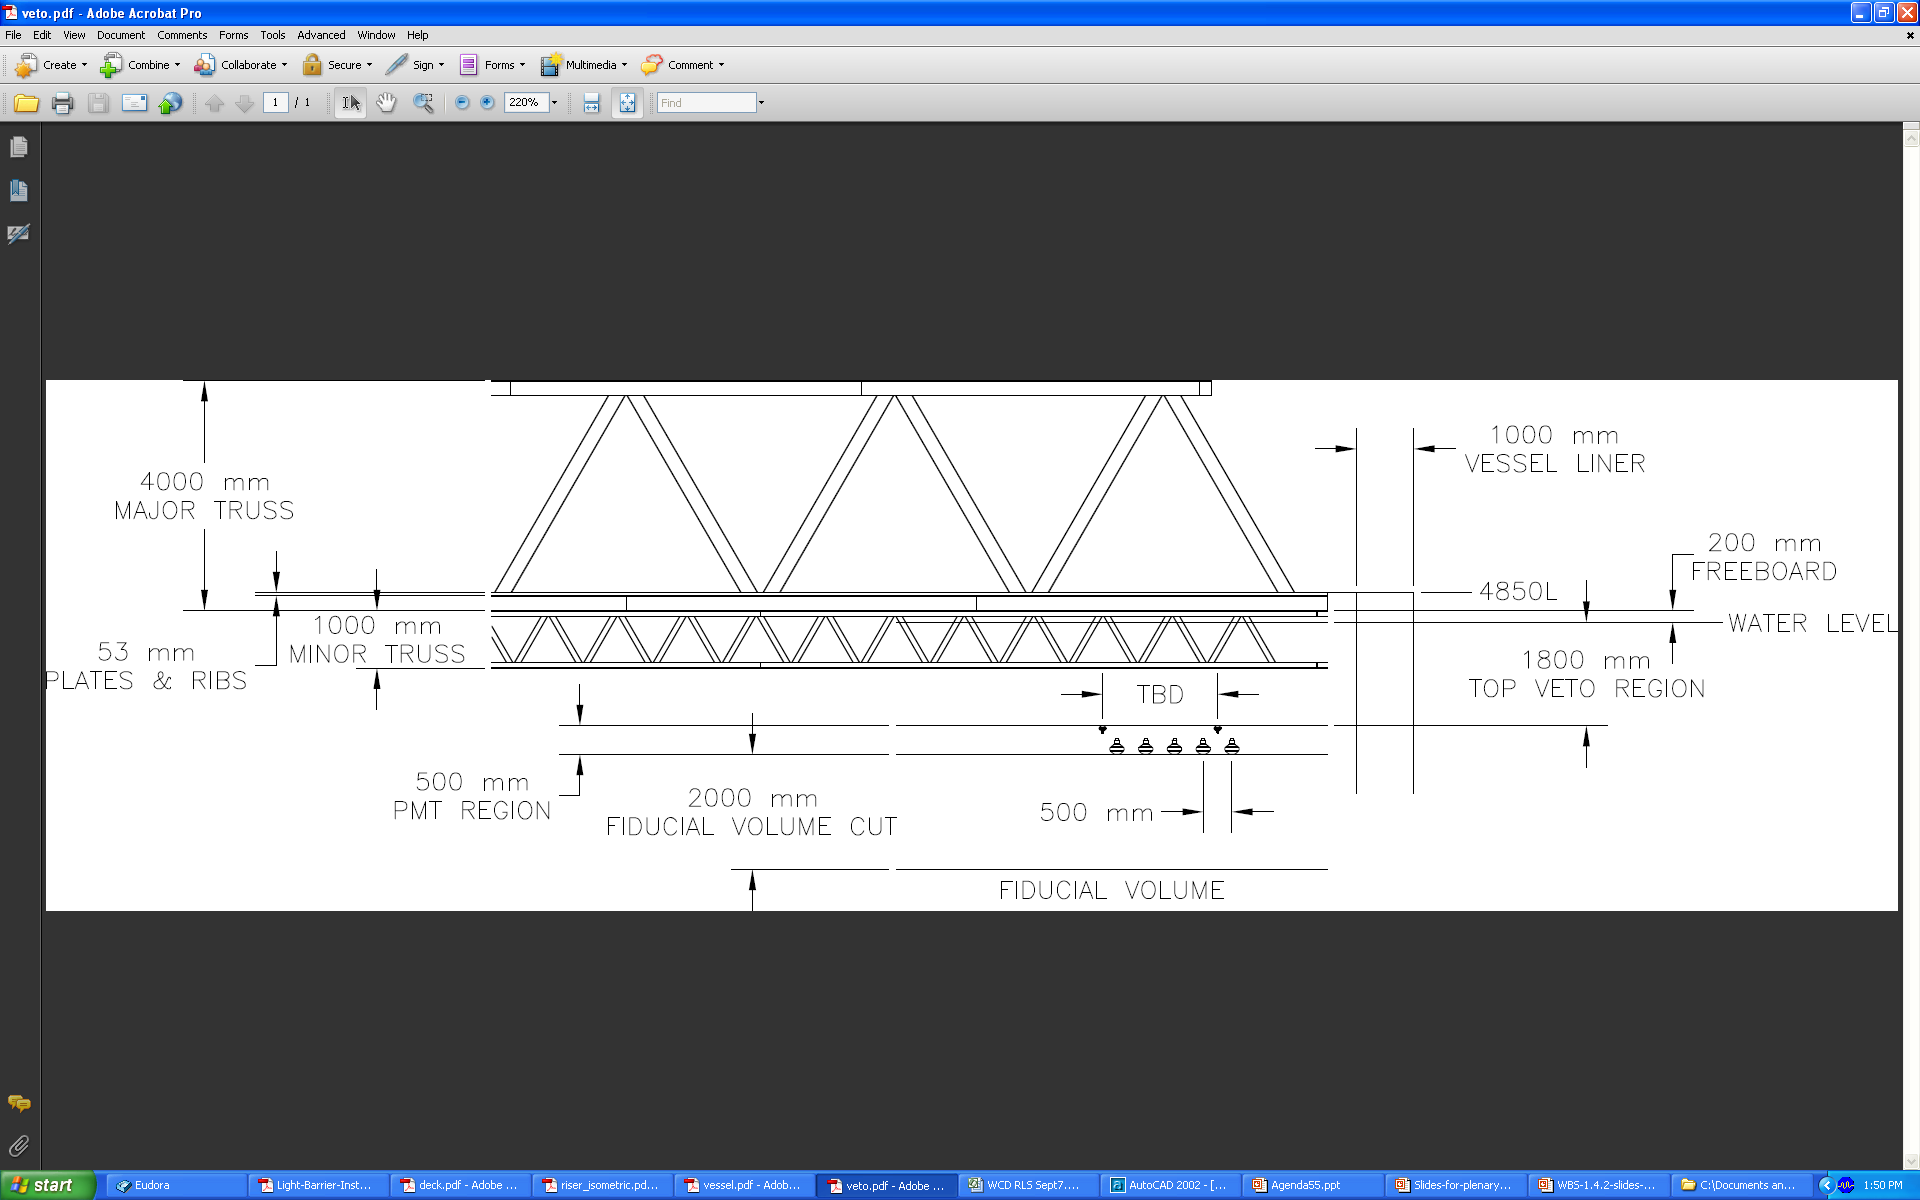 veto.pdf - Adobe Acrobat Pro
File Edit View Document Comments Forms Tools Advanced Window Help
Create Combine Collaborate Secure Sign Forms Multimedia Comment
1 / 1 220% Find
1000 mm
VESSEL LINER
4000 mm
MAJOR TRUSS
200 mm
FREEBOARD
4850L
WATER LEVEL
1000 mm
MINOR TRUSS
53 mm
PLATES & RIBS
1800 mm
TOP VETO REGION
TBD
500 mm
PMT REGION
2000 mm
FIDUCIAL VOLUME CUT
500 mm
FIDUCIAL VOLUME
start Eudora Light-Barrier-Inst... deck.pdf - Adobe ... riser_isometric.pd... vessel.pdf - Adob... veto.pdf - Adobe ... WCD RLS Sept7.... AutoCAD 2002 - [... Agenda55.ppt Slides-for-plenary... WBS-1.4.2-slides-... C:\Documents an... 1:50 PM